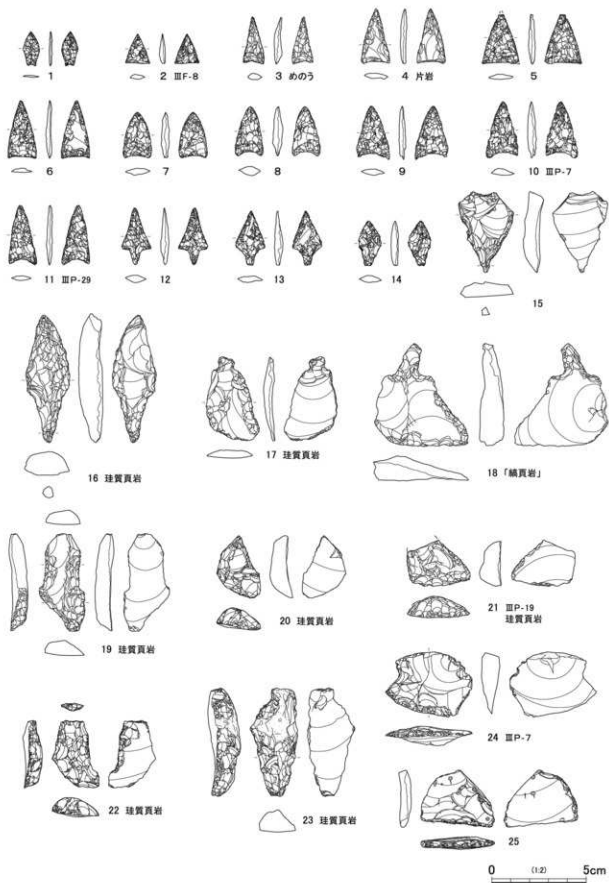 1
2 ⅢF-8
3 めのう
4 片岩
5
6
7
8
9
10 ⅢP-7
11 ⅢP-29
12
13
14
15
16 珪質頁岩
17 珪質頁岩
18 「縞頁岩」
19 珪質頁岩
20 珪質頁岩
21 ⅢP-19
珪質頁岩
22 珪質頁岩
23 珪質頁岩
24 ⅢP-7
25
0 (1:2) 5cm